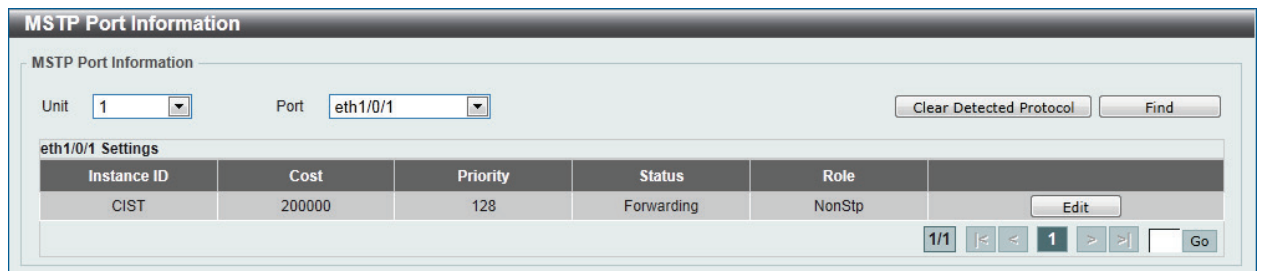 MSTP Port Information
MSTP Port Information
Unit 1 Port eth1/0/1 Clear Detected Protocol Find
eth1/0/1 Settings
Instance ID Cost Priority Status Role
CIST 200000 128 Forwarding NonStp Edit
1/1 |< < 1 > >| Go